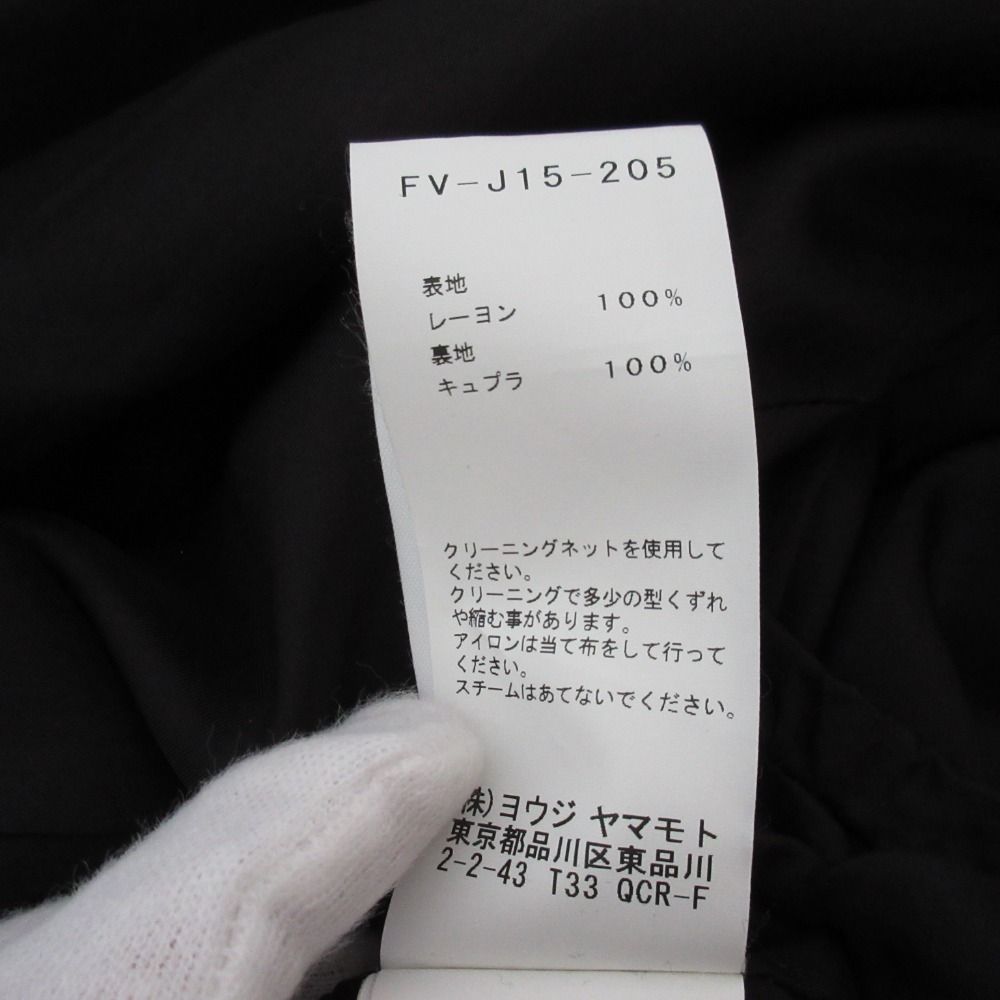 FV-J15-205
表地
レーヨン 100%
裏地
キュプラ 100%
クリーニングネットを使用して
ください。
クリーニングで多少の型くずれ
や縮む事があります。
アイロンは当て布をして行って
ください。
スチームはあてないでください。
株)ヨウジ ヤマモト
東京都品川区東品川
2-2-43 T33 QCR-F